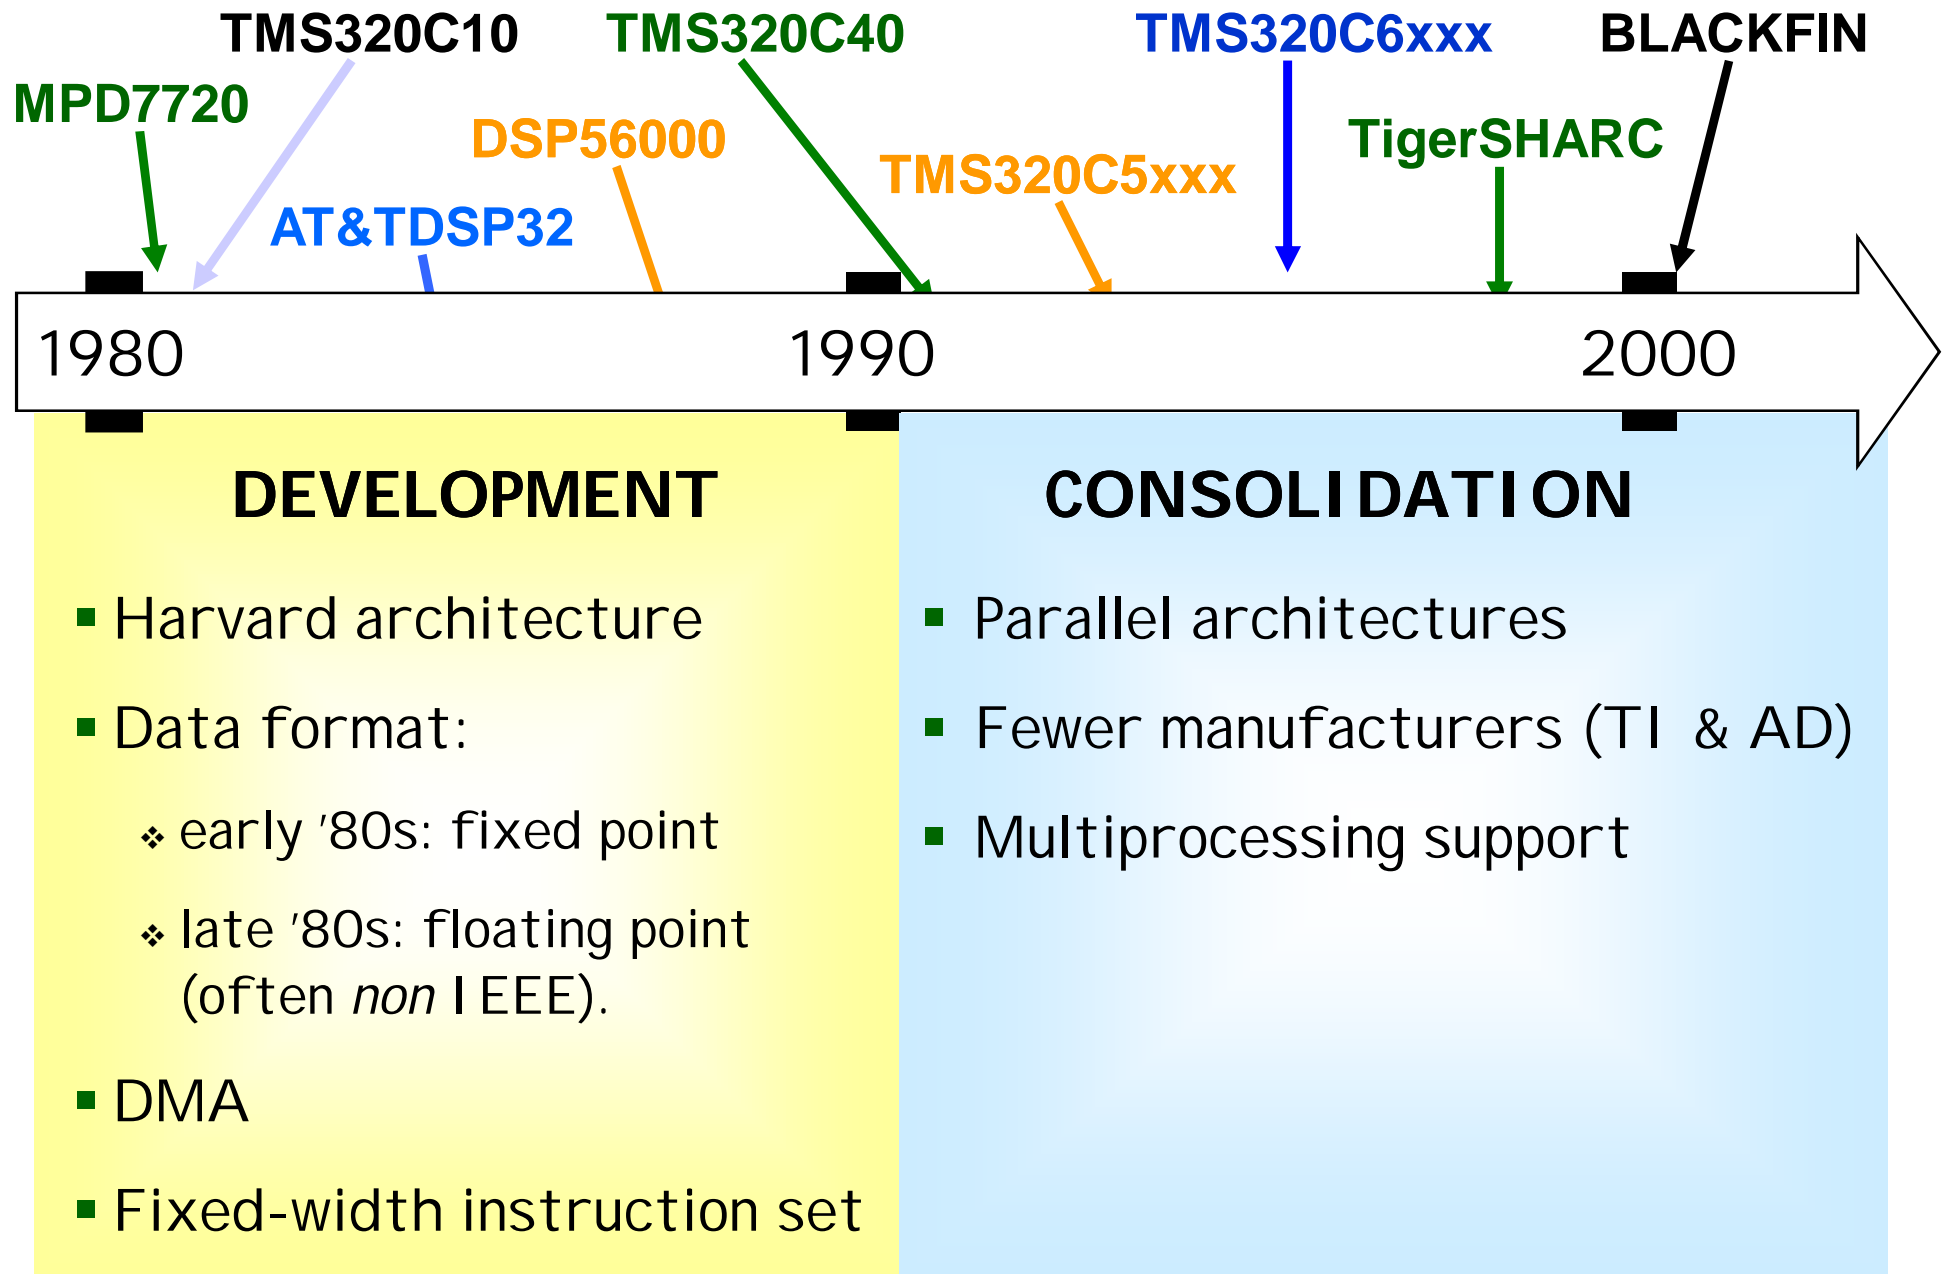 TMS320C10 TMS320C40 TMS320C6xxx BLACKFIN
MPD7720 DSP56000 TigerSHARC
TMS320C5xxx
AT&TDSP32
1980 1990 2000
DEVELOPMENT
Harvard architecture
Data format:
early '80s: fixed point
late '80s: floating point
(often non IEEE).
DMA
Fixed-width instruction set
CONSOLIDATION
Parallel architectures
Fewer manufacturers (TI & AD)
Multiprocessing support